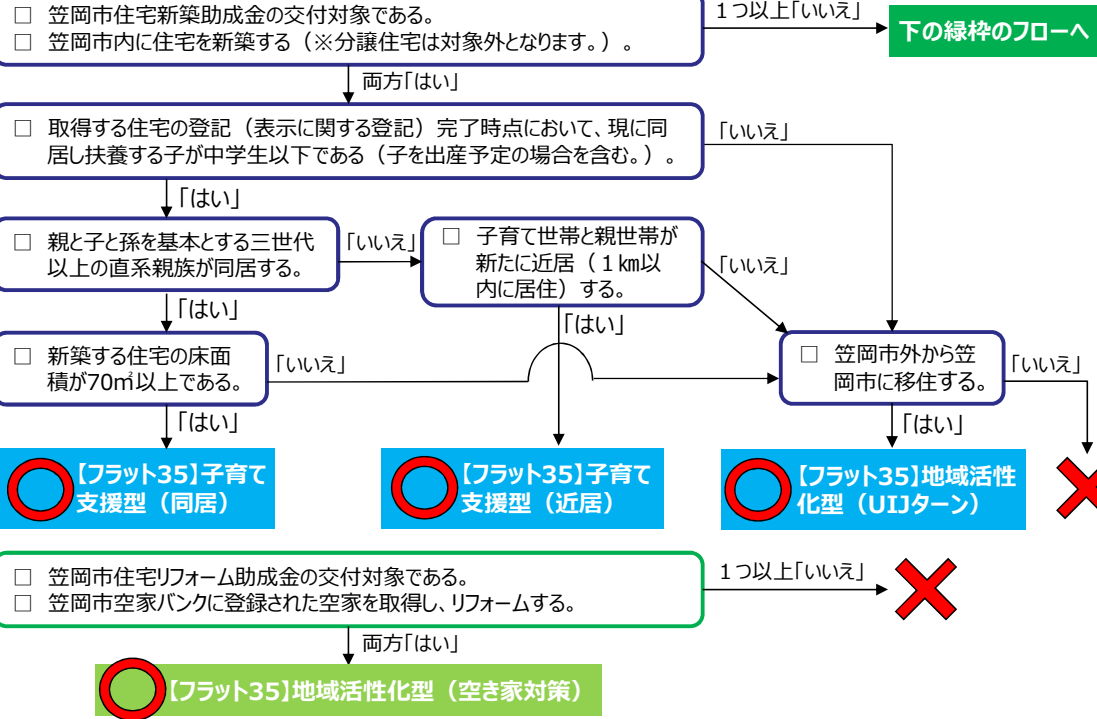 □ 笠岡市住宅新築助成金の交付対象である。
□ 笠岡市内に住宅を新築する（※分譲住宅は対象外となります。）。
1つ以上「いいえ」
下の緑枠のフローへ
両方「はい」
□ 取得する住宅の登記（表示に関する登記）完了時点において、現に同
居し扶養する子が中学生以下である（子を出産予定の場合を含む。）。
「いいえ」
「はい」
□ 親と子と孫を基本とする三世代
以上の直系親族が同居する。
「いいえ」
□ 子育て世帯と親世帯が
新たに近居（１㎞以
内に居住）する。
「いいえ」
「はい」
「はい」
□ 新築する住宅の床面
積が70㎡以上である。
「いいえ」
□ 笠岡市外から笠
岡市に移住する。
「いいえ」
「はい」
「はい」
【フラット35】子育て
支援型（同居）
【フラット35】子育て
支援型（近居）
【フラット35】地域活性
化型（UIJターン）
□ 笠岡市住宅リフォーム助成金の交付対象である。
□ 笠岡市空家バンクに登録された空家を取得し、リフォームする。
1つ以上「いいえ」
両方「はい」
【フラット35】地域活性化型（空き家対策）